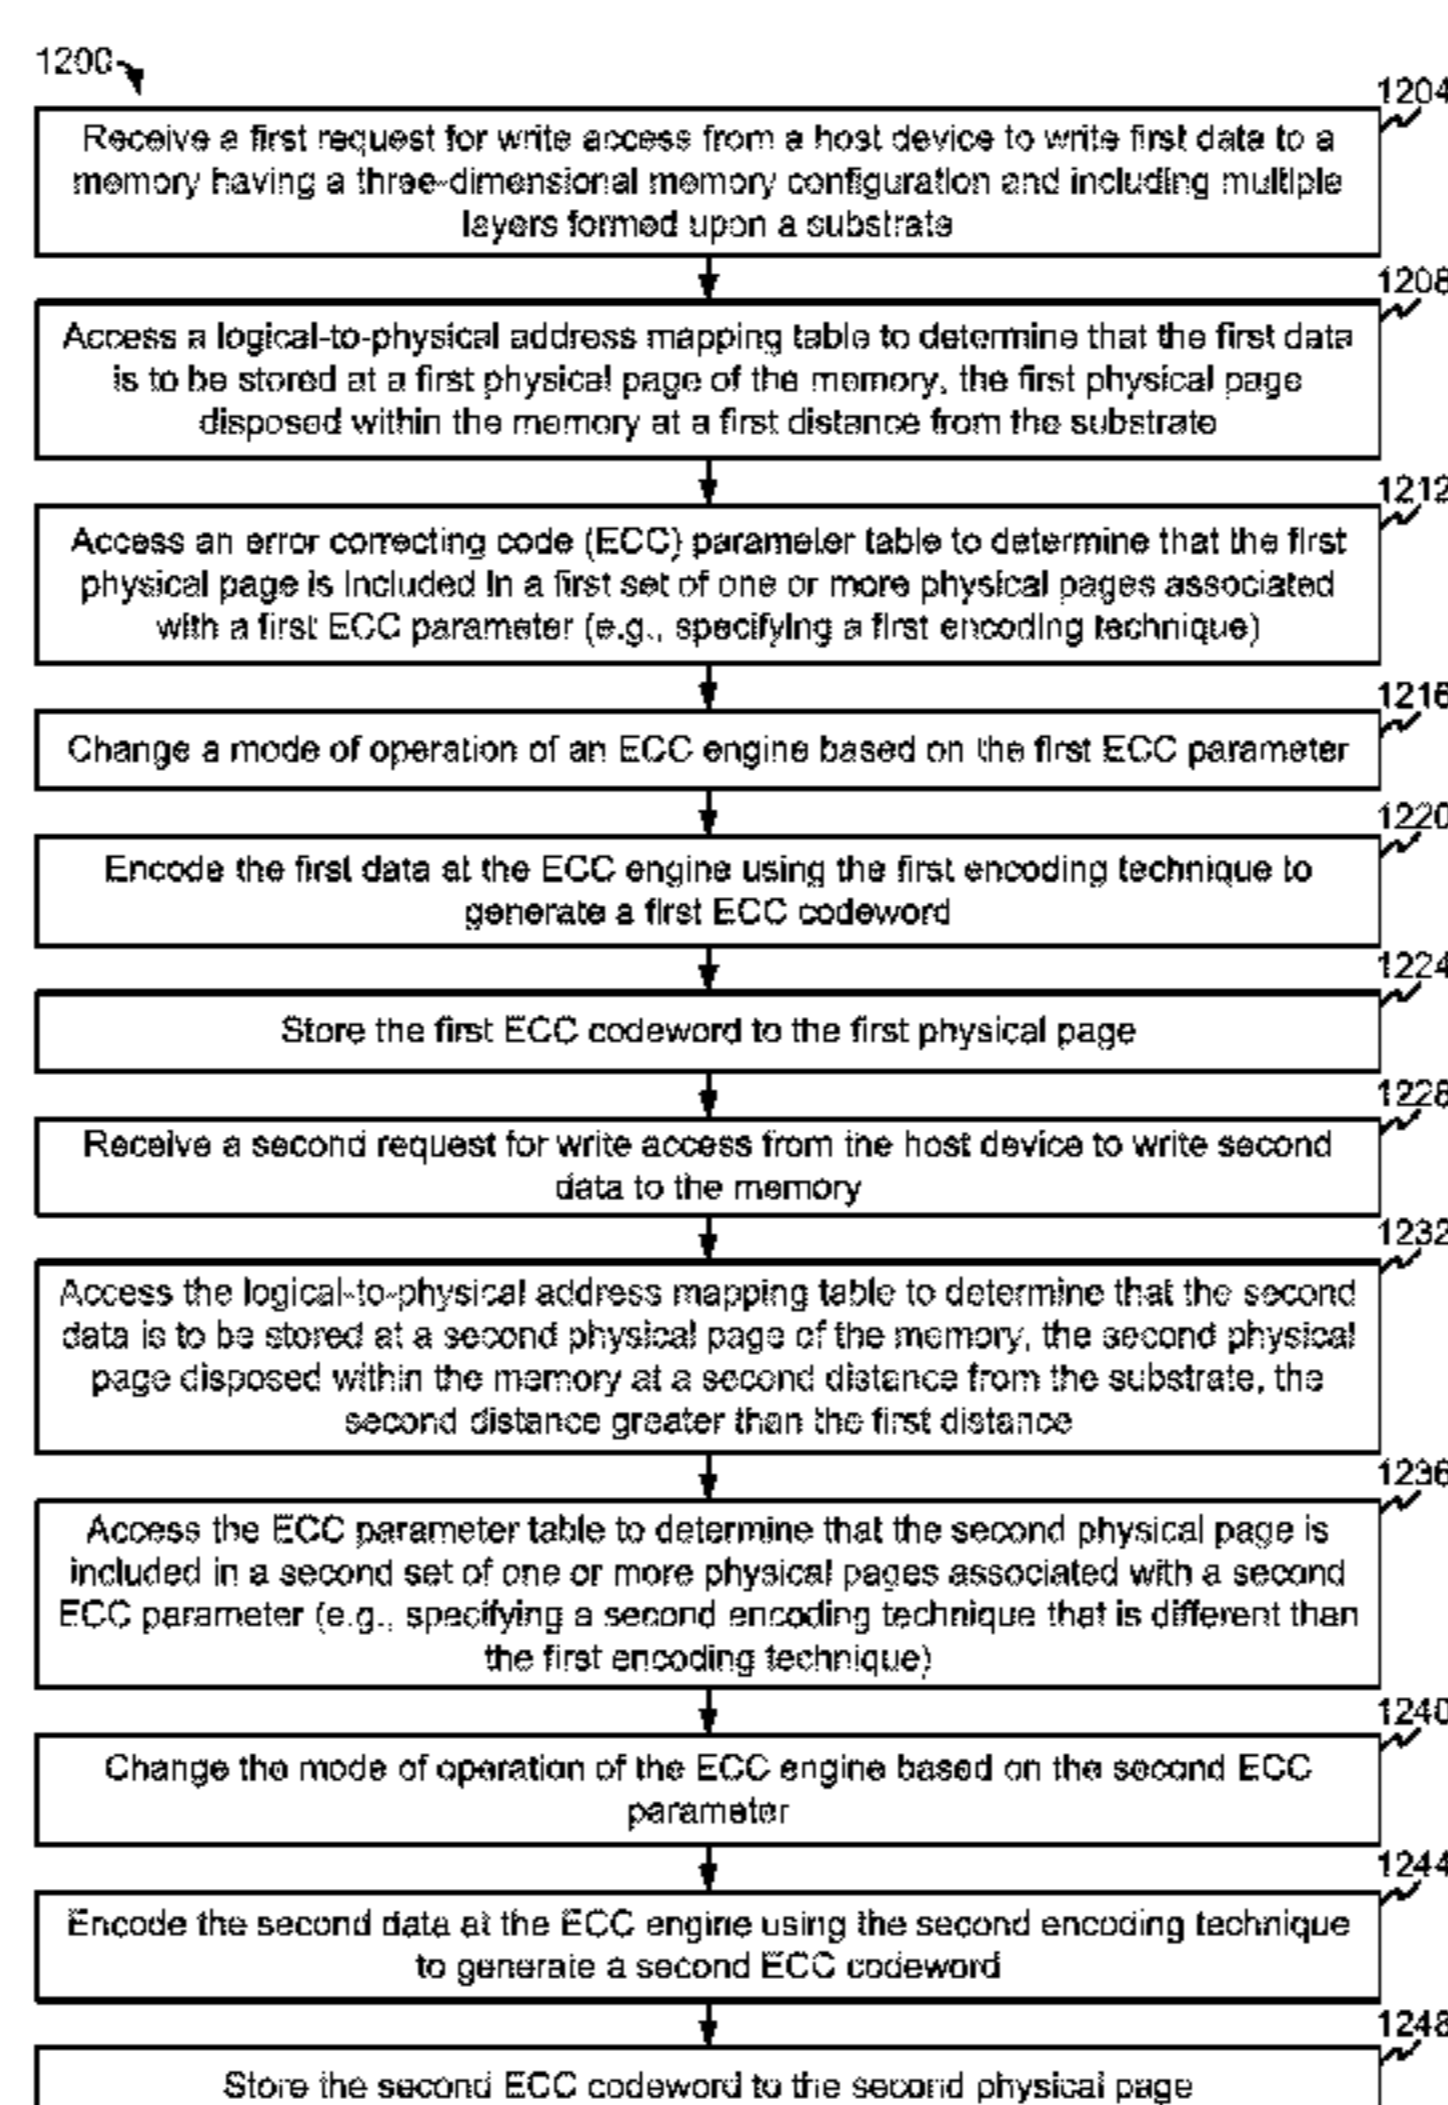 1200
1204
Receive a first request for write access from a host device to write first data to a
memory having a three-dimensional memory configuration and including multiple
layers formed upon a substrate
1208
Access a logical-to-physical address mapping table to determine that the first data
is to be stored at a first physical page of the memory, the first physical page
disposed within the memory at a first distance from the substrate
1212
Access an error correcting code (ECC) parameter table to determine that the first
physical page is included in a first set of one or more physical pages associated
with a first ECC parameter (e.g., specifying a first encoding technique)
1216
Change a mode of operation of an ECC engine based on the first ECC parameter
1220
Encode the first data at the ECC engine using the first encoding technique to
generate a first ECC codeword
1224
Store the first ECC codeword to the first physical page
1228
Receive a second request for write access from the host device to write second
data to the memory
1232
Access the logical-to-physical address mapping table to determine that the second
data is to be stored at a second physical page of the memory, the second physical
page disposed within the memory at a second distance from the substrate, the
second distance greater than the first distance
1236
Access the ECC parameter table to determine that the second physical page is
included in a second set of one or more physical pages associated with a second
ECC parameter (e.g., specifying a second encoding technique that is different than
the first encoding technique)
1240
Change the mode of operation of the ECC engine based on the second ECC
parameter
1244
Encode the second data at the ECC engine using the second encoding technique
to generate a second ECC codeword
1248
Store the second ECC codeword to the second physical page